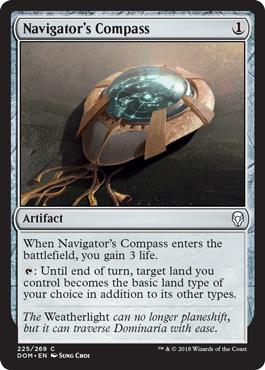 Navigator's Compass 1
Artifact
When Navigator's Compass enters the
battlefield, you gain 3 life.
: Until end of turn, target land you
control becomes the basic land type of
your choice in addition to its other types.
The Weatherlight can no longer planeshift,
but it can traverse Dominaria with ease.
225/269 C
DOM • EN Sung Choi
™ & © 2018 Wizards of the Coast